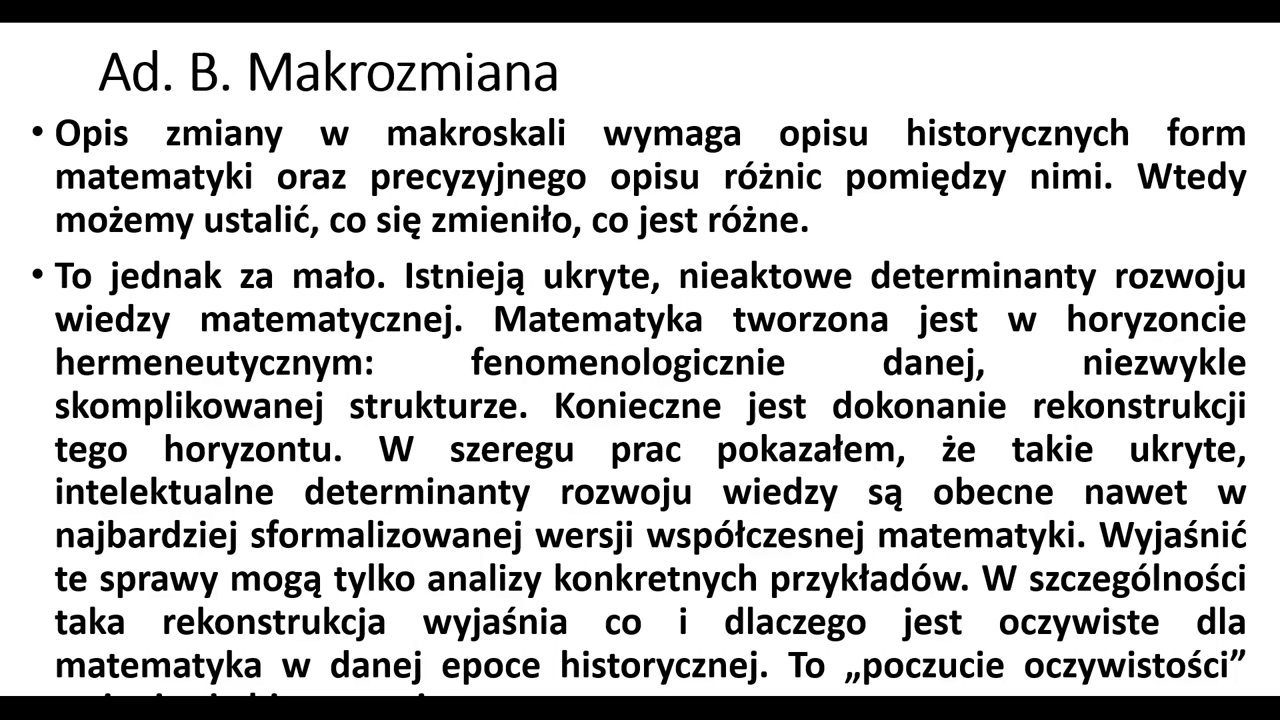 Ad. B. Makrozmiana
• Opis zmiany w makroskali wymaga opisu historycznych form
matematyki oraz precyzyjnego opisu różnic pomiędzy nimi. Wtedy
możemy ustalić, co się zmieniło, co jest różne.
• To jednak za mało. Istnieją ukryte, nieaktowe determinanty rozwoju
wiedzy matematycznej. Matematyka tworzona jest w horyzoncie
hermeneutycznym: fenomenologicznie danej, niezwykle
skomplikowanej strukturze. Konieczne jest dokonanie rekonstrukcji
tego horyzontu. W szeregu prac pokazałem, że takie ukryte,
intelektualne determinanty rozwoju wiedzy są obecne nawet w
najbardziej sformalizowanej wersji współczesnej matematyki. Wyjaśnić
te sprawy mogą tylko analizy konkretnych przykładów. W szczególności
taka rekonstrukcja wyjaśnia co i dlaczego jest oczywiste dla
matematyka w danej epoce historycznej. To „poczucie oczywistości”